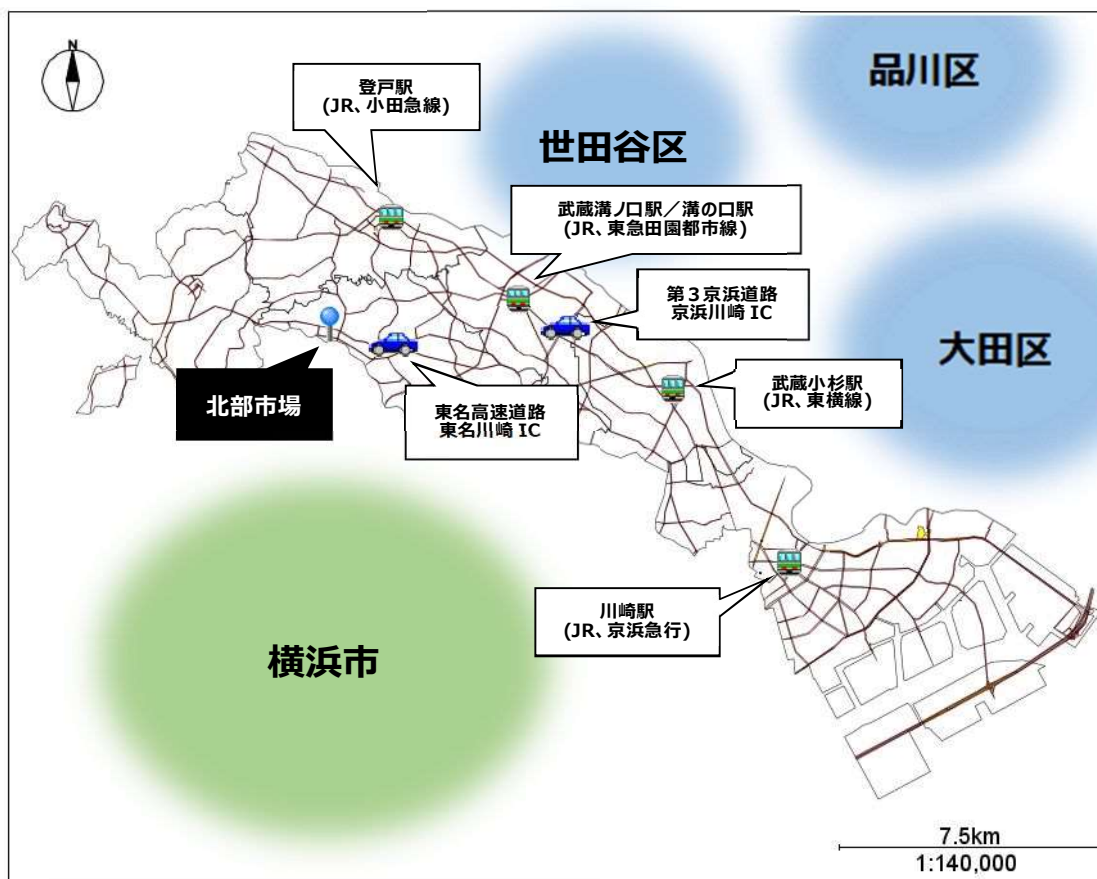 N
品川区
登戸駅
(JR、小田急線)
世田谷区
武蔵溝ノ口駅／溝の口駅
(JR、東急田園都市線)
第３京浜道路
京浜川崎 IC
大田区
武蔵小杉駅
(JR、東横線)
北部市場
東名高速道路
東名川崎 IC
川崎駅
(JR、京浜急行)
横浜市
7.5km
1:140,000